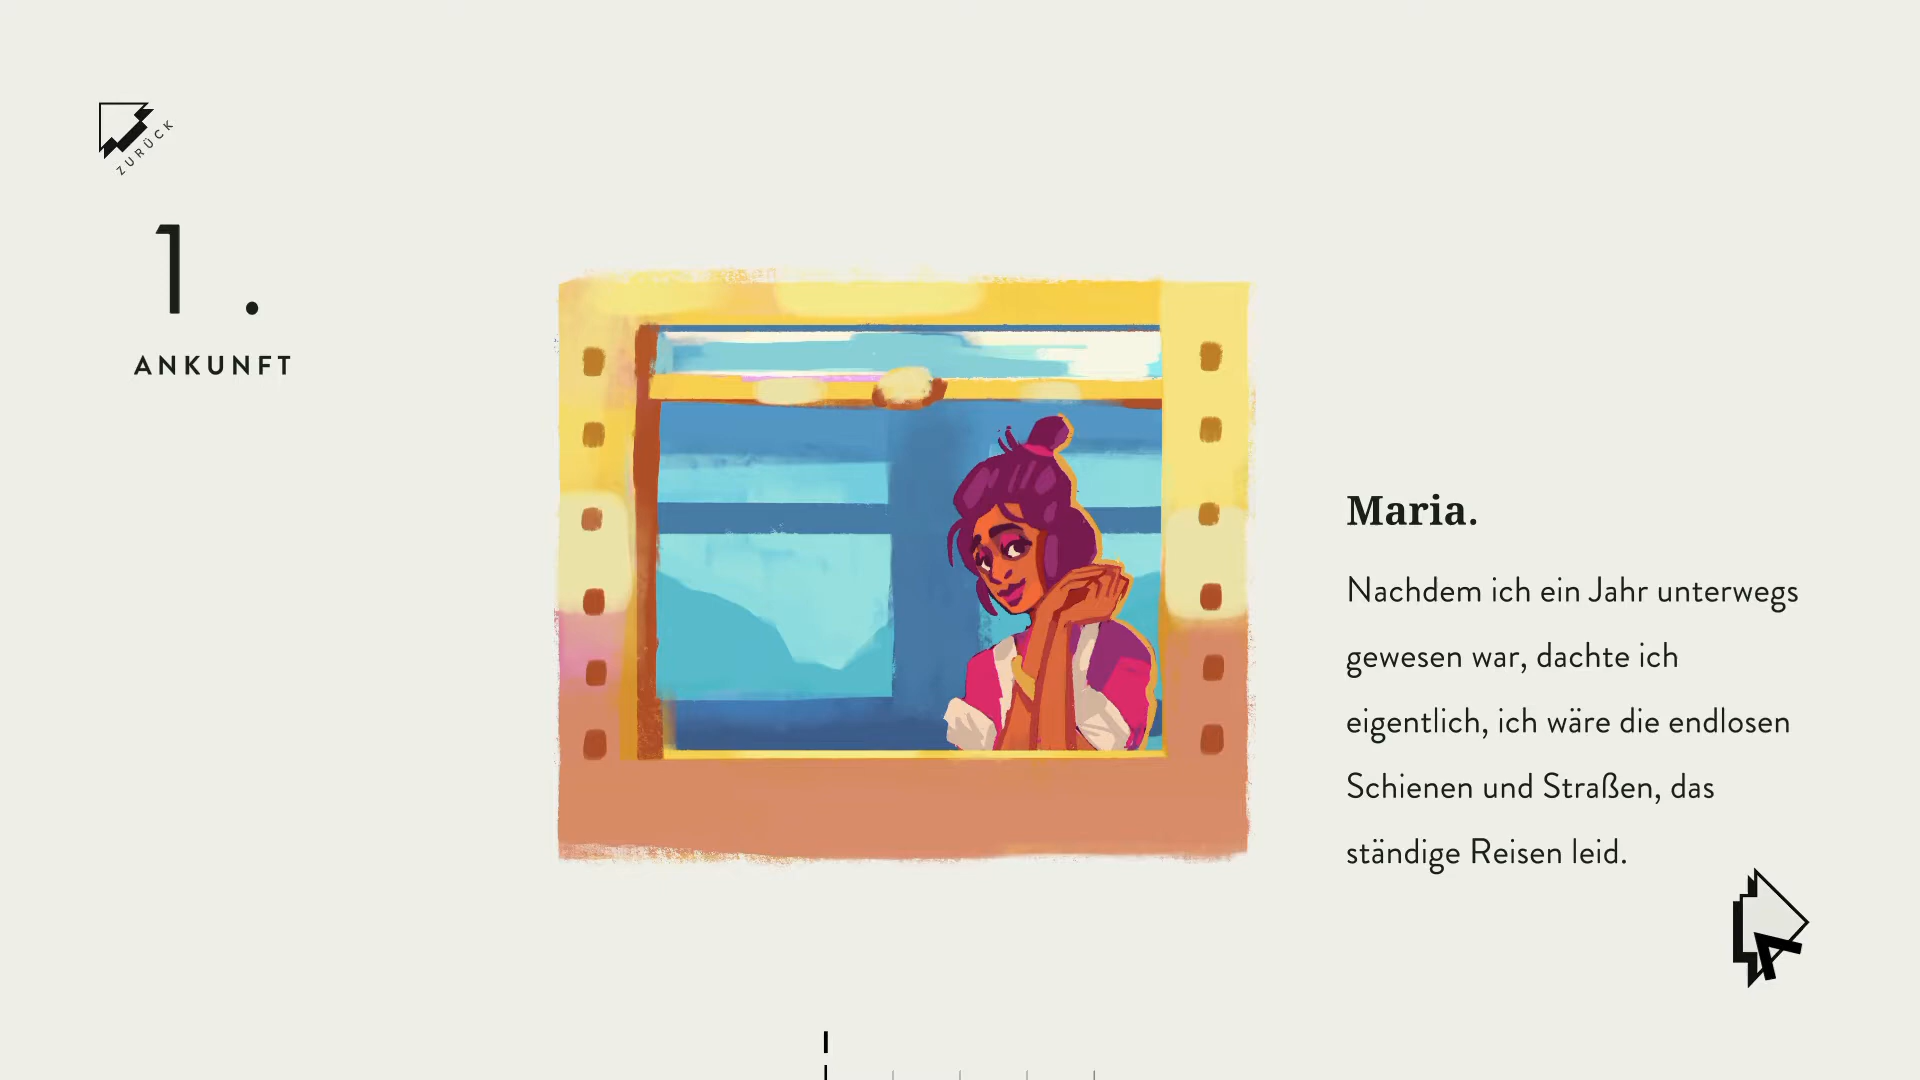 ZURÜCK
1.
ANKUNFT
Maria.
Nachdem ich ein Jahr unterwegs
gewesen war, dachte ich
eigentlich, ich wäre die endlosen
Schienen und Straßen, das
ständige Reisen leid.